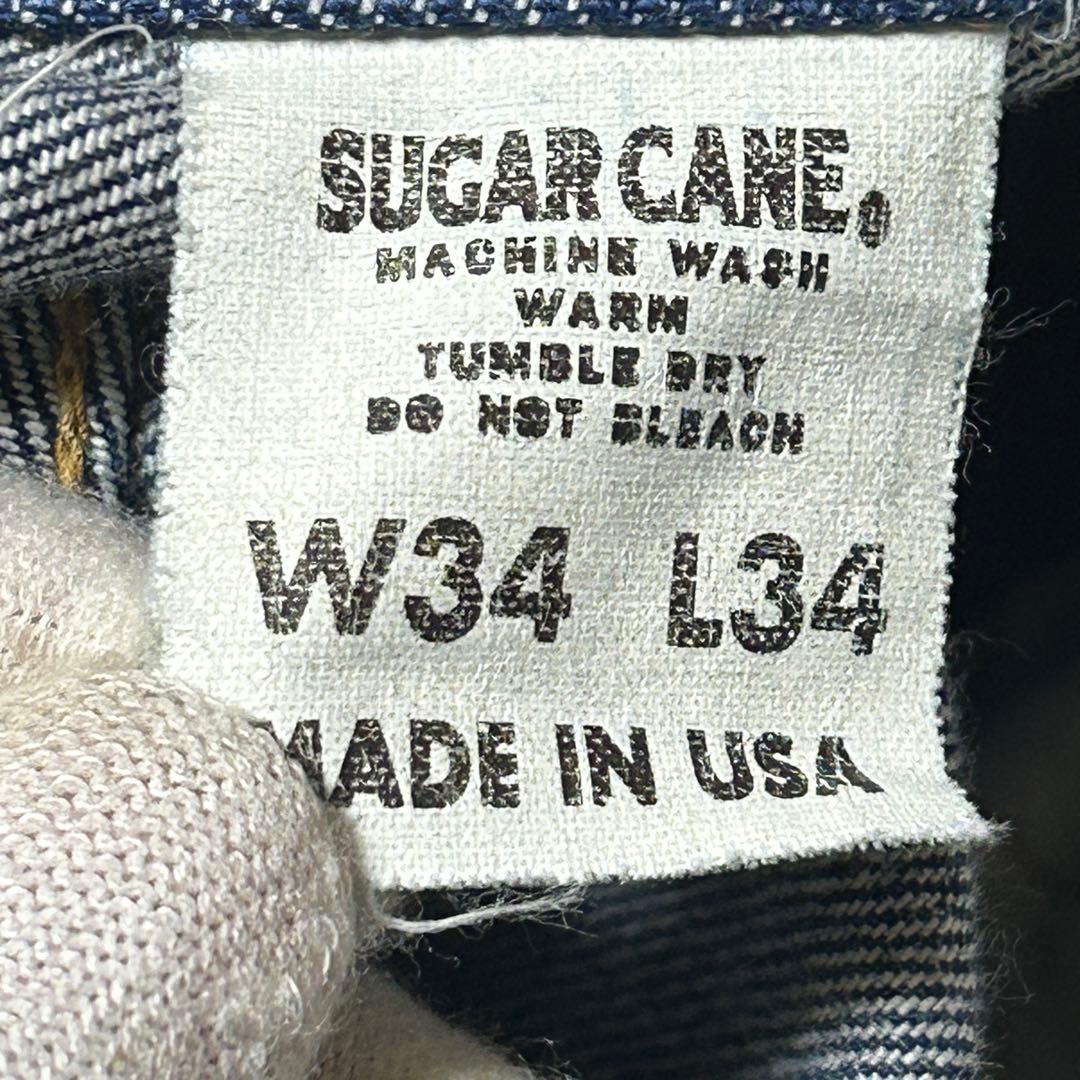 SUGAR CANE®
MACHINE WASH
WARM
TUMBLE DRY
DO NOT BLEACH
W34 L34
MADE IN USA